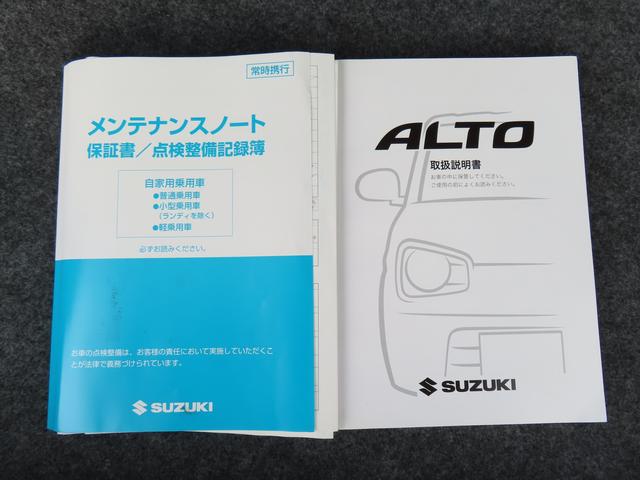 常時携行
メンテナンスノート
保証書／点検整備記録簿
自家用乗用車
●普通乗用車
●小型乗用車
（ランディを除く）
●軽乗用車
必ずお読みください。
お車の点検整備は、お客様の責任において実施していただくこ
とが法律で義務づけられています。
SUZUKI
ALTO
取扱説明書
お車の中に保管してください。
ご使用の前によくお読みください。
SUZUKI